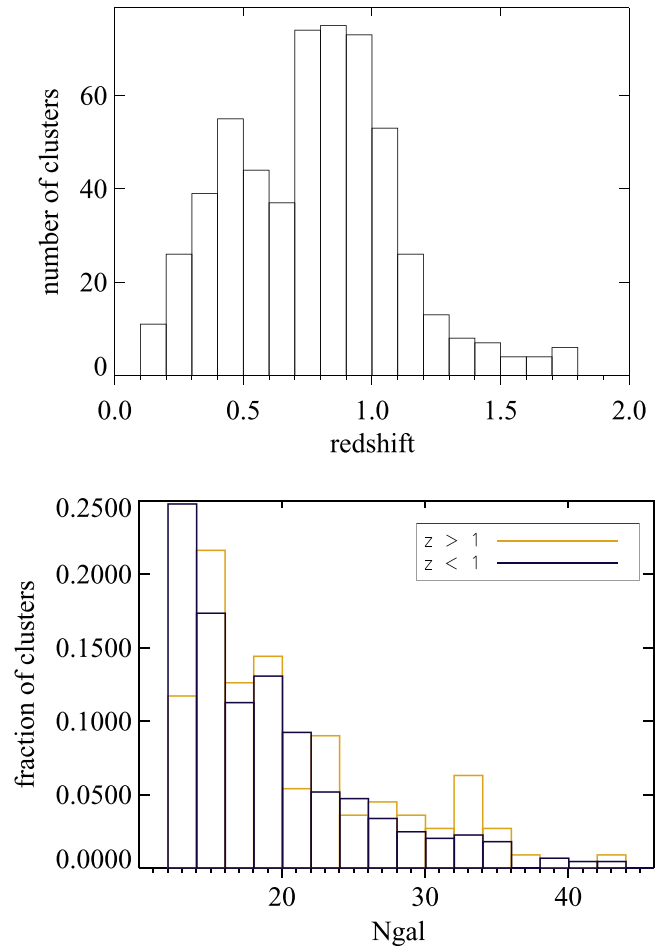 number of clusters
60
40
20
0
0.0 0.5 1.0 1.5 2.0
redshift
fraction of clusters
0.2500
0.2000
0.1500
0.1000
0.0500
0.0000
z > 1
z < 1
20 30 40
Ngal